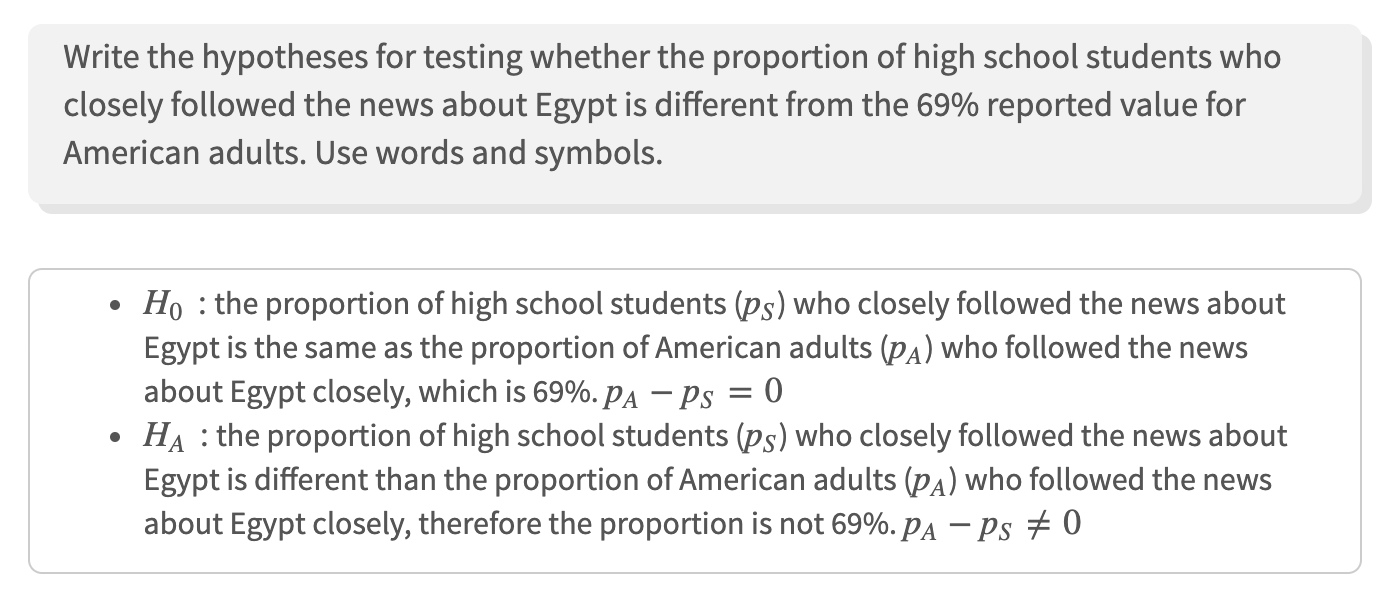 Write the hypotheses for testing whether the proportion of high school students who
closely followed the news about Egypt is different from the 69% reported value for
American adults. Use words and symbols.
• H₀ : the proportion of high school students (p_S) who closely followed the news about
Egypt is the same as the proportion of American adults (p_A) who followed the news
about Egypt closely, which is 69%. p_A − p_S = 0
• H_A : the proportion of high school students (p_S) who closely followed the news about
Egypt is different than the proportion of American adults (p_A) who followed the news
about Egypt closely, therefore the proportion is not 69%. p_A − p_S ≠ 0